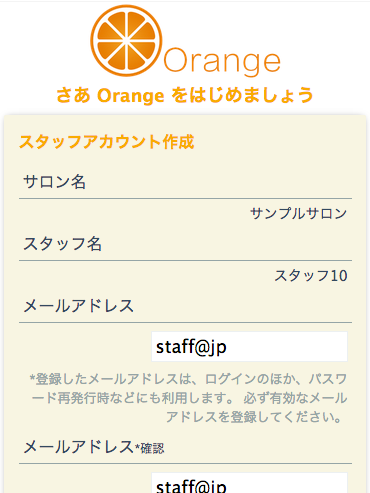 Orange
さあ Orange をはじめましょう
スタッフアカウント作成
サロン名
サンプルサロン
スタッフ名
スタッフ10
メールアドレス
staff@jp
*登録したメールアドレスは、ログインのほか、パスワ
ード再発行時などにも利用します。 必ず有効なメール
アドレスを登録してください。
メールアドレス*確認
staff@jp